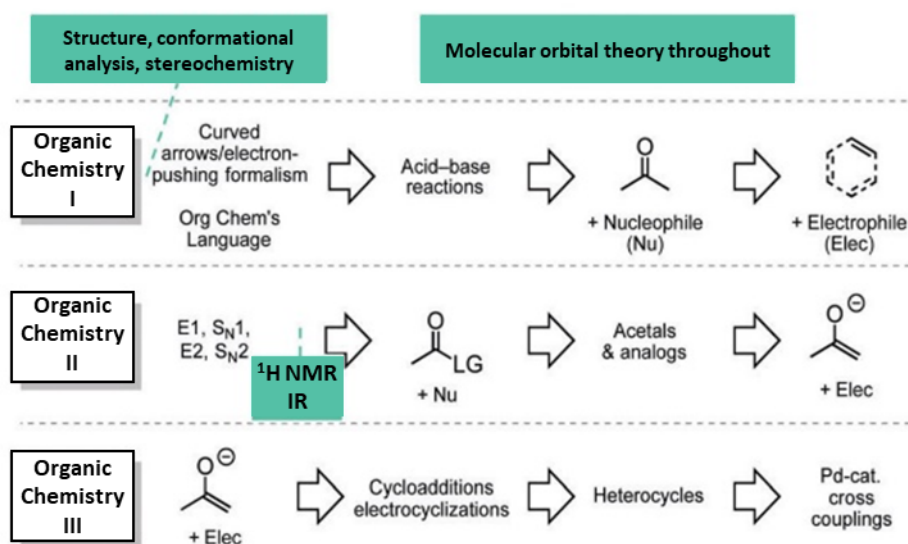 Structure, conformational
analysis, stereochemistry
Molecular orbital theory throughout
Organic
Chemistry
I
Curved
arrows/electron-
pushing formalism
Org Chem's
Language
Acid–base
reactions
O
+ Nucleophile
(Nu)
+ Electrophile
(Elec)
Organic
Chemistry
II
E1, SN1,
E2, SN2
¹H NMR
IR
O
LG
+ Nu
Acetals
& analogs
O ⊖
+ Elec
Organic
Chemistry
III
O ⊖
+ Elec
Cycloadditions
electrocyclizations
Heterocycles
Pd-cat.
cross
couplings